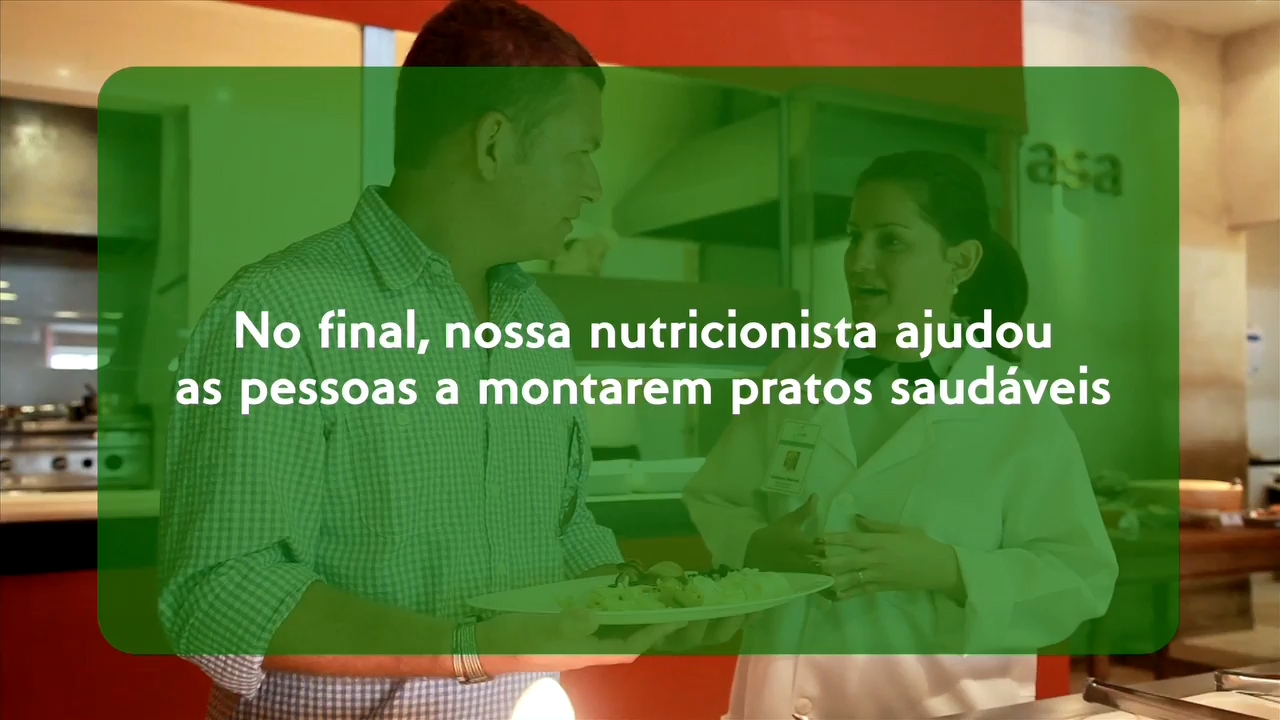 asa
No final, nossa nutricionista ajudou
as pessoas a montarem pratos saudáveis